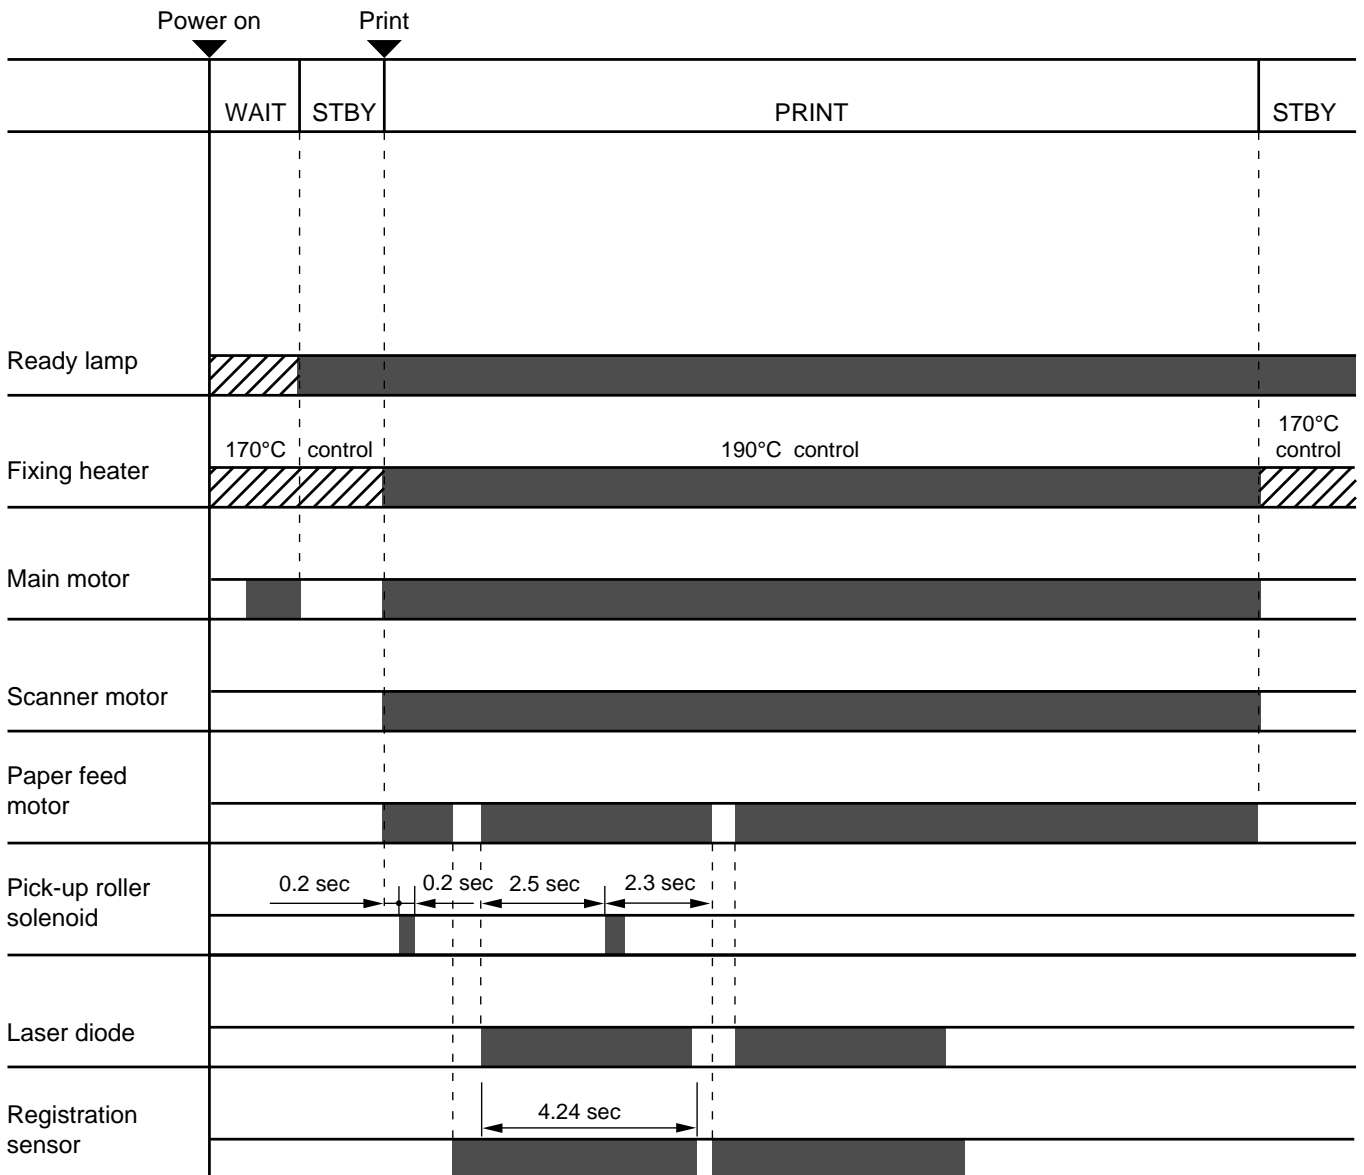 Power on Print
WAIT STBY PRINT STBY
Ready lamp
170°C control 190°C control 170°C
control
Fixing heater
Main motor
Scanner motor
Paper feed
motor
Pick-up roller
solenoid
0.2 sec 0.2 sec 2.5 sec 2.3 sec
Laser diode
Registration
sensor
4.24 sec